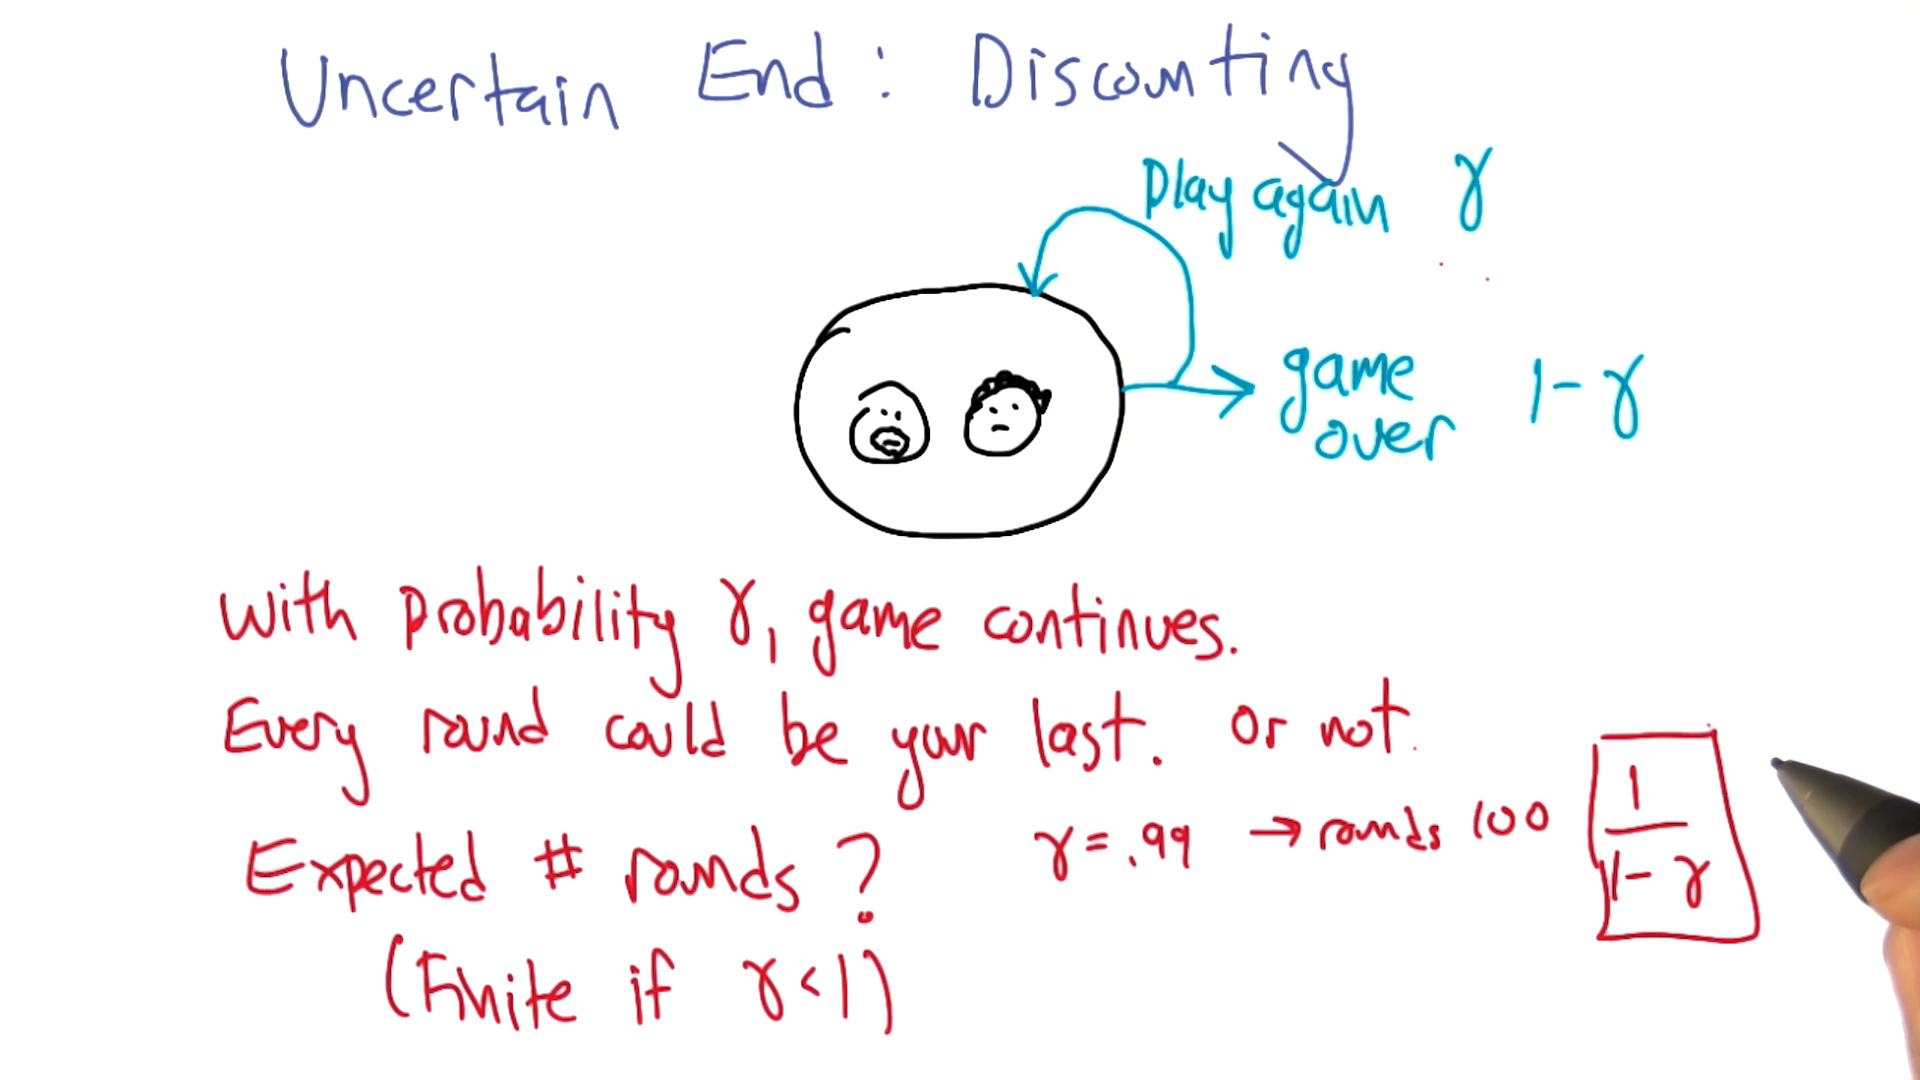 Uncertain End: Discounting
Play again γ
game over 1-γ
With probability γ, game continues.
Every round could be your last. Or not.
Expected # rounds? γ=.99 → rounds 100 1/1-γ
(Finite if γ<1)